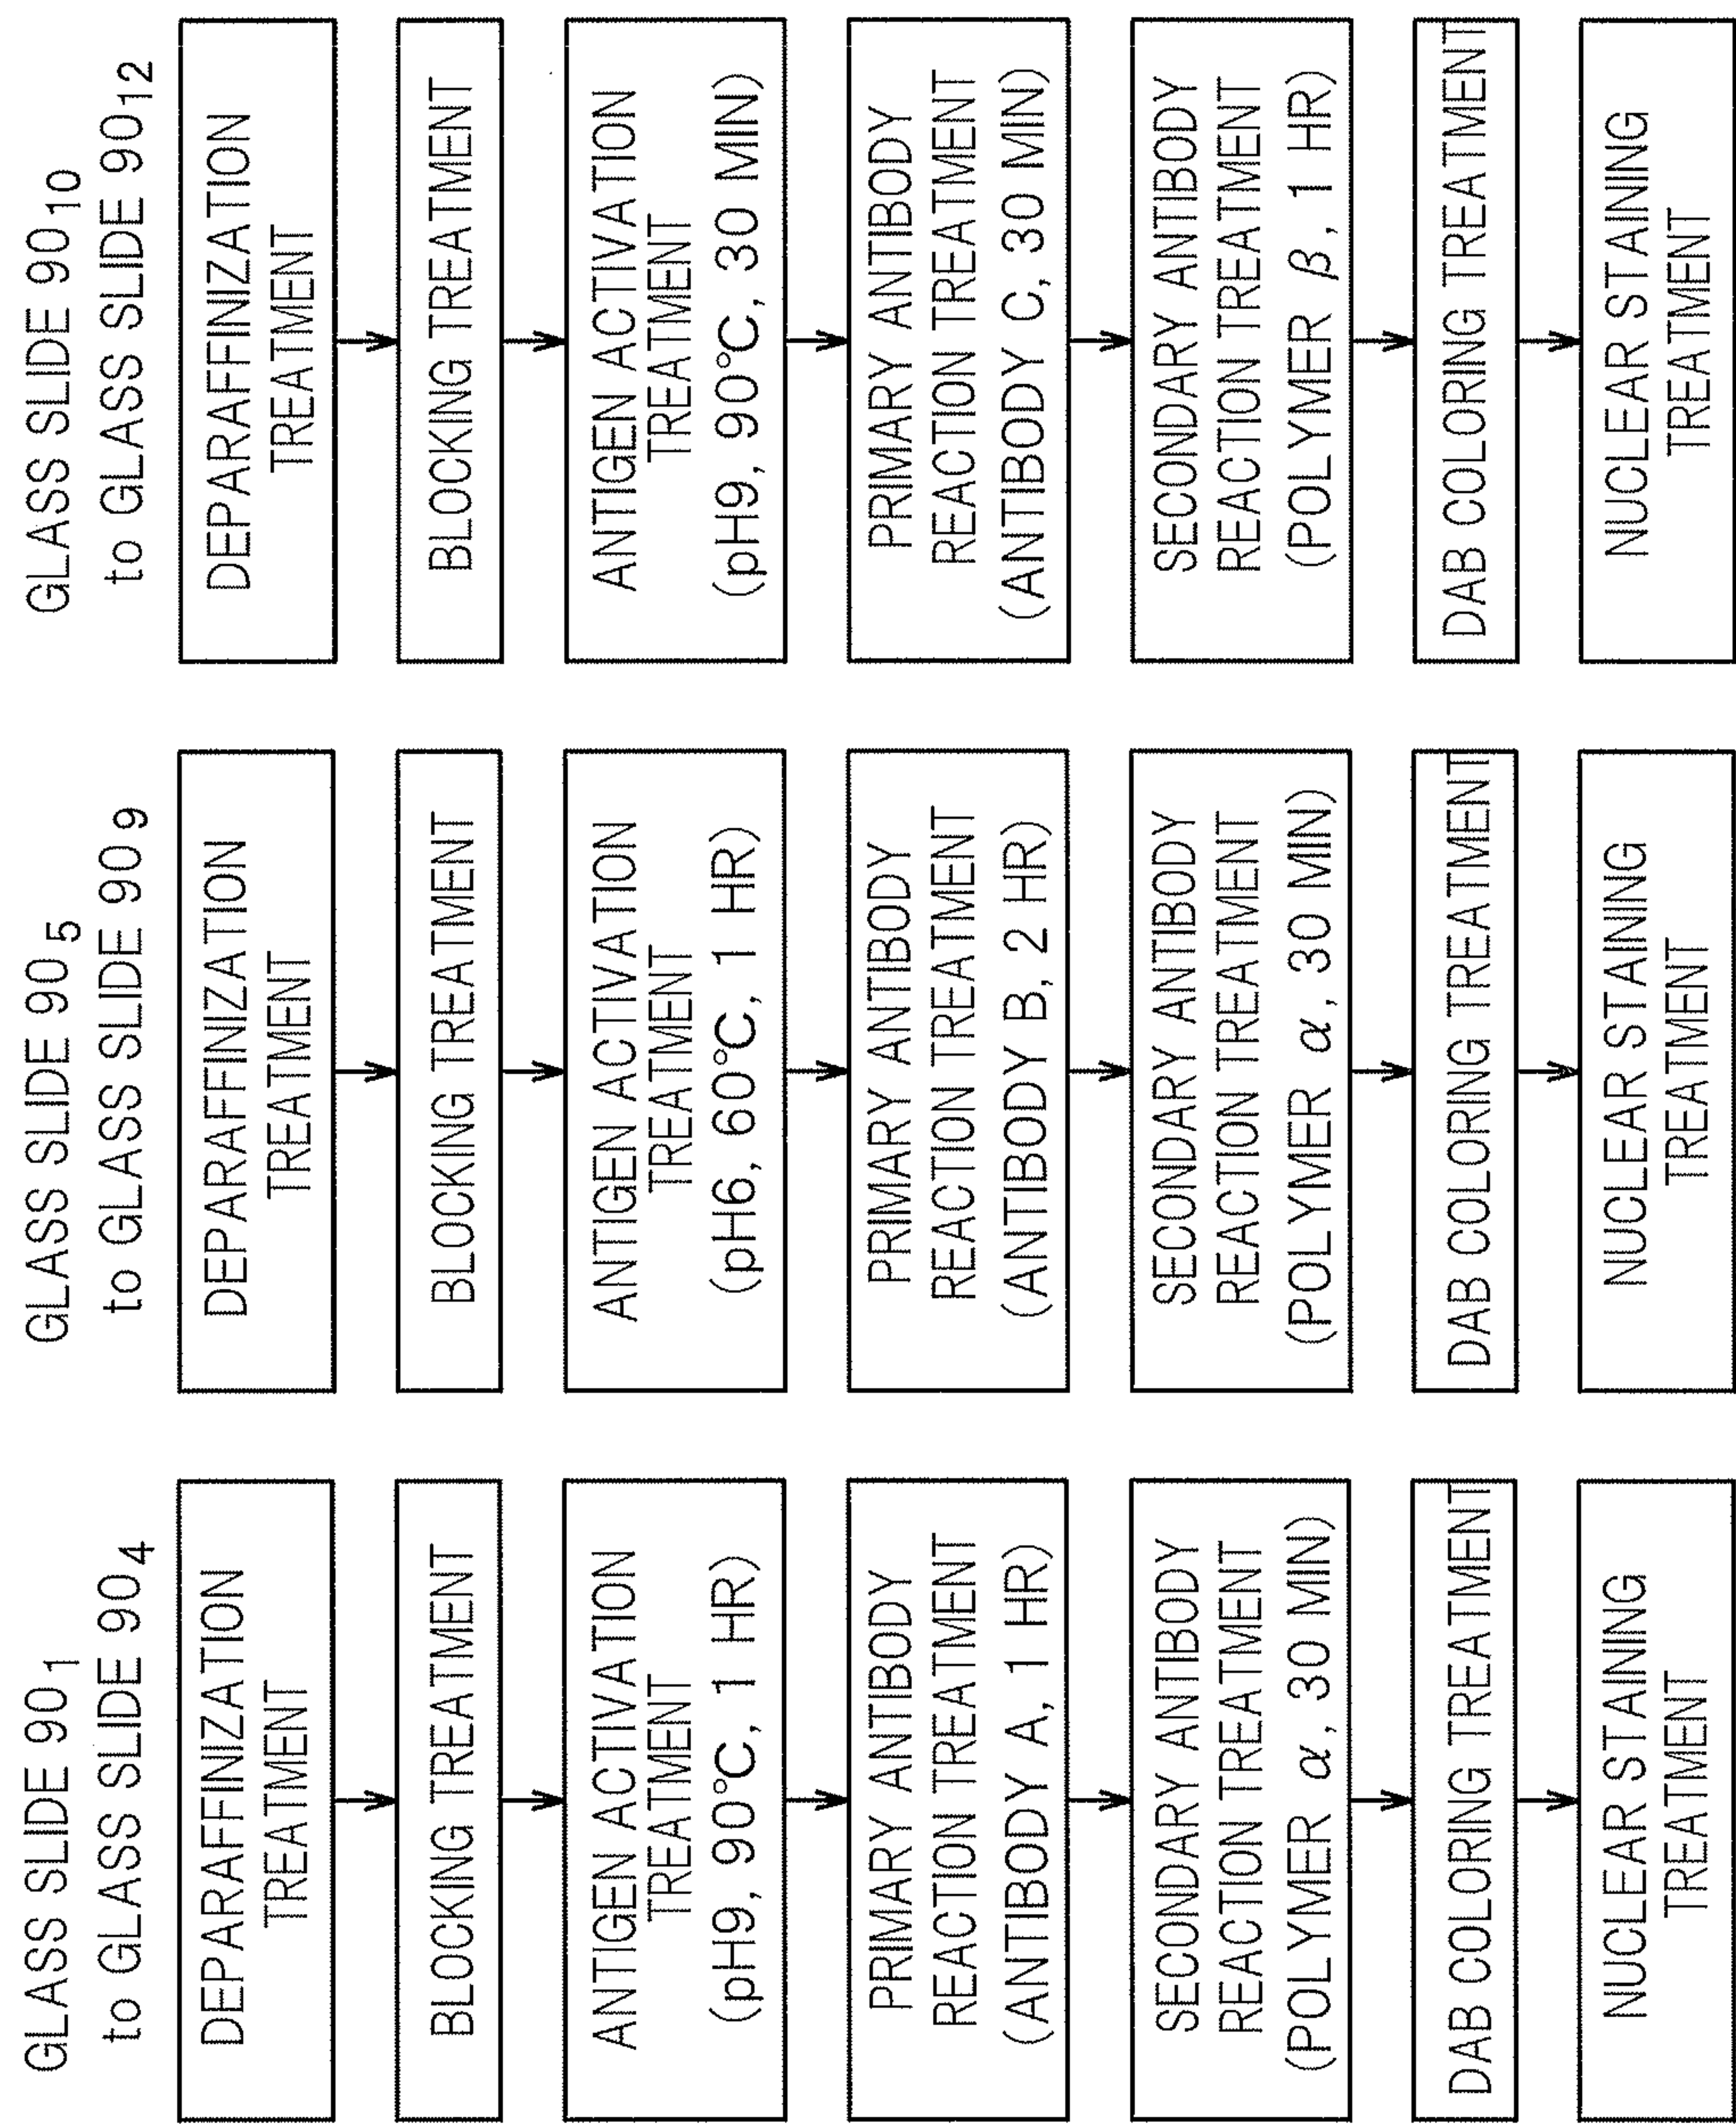 GLASS SLIDE 90₁
to GLASS SLIDE 90₄
DEPARAFFINIZATION
TREATMENT
BLOCKING TREATMENT
ANTIGEN ACTIVATION
TREATMENT
(pH9, 90℃, 1 HR)
PRIMARY ANTIBODY
REACTION TREATMENT
(ANTIBODY A, 1 HR)
SECONDARY ANTIBODY
REACTION TREATMENT
(POLYMER α, 30 MIN)
DAB COLORING TREATMENT
NUCLEAR STAINING
TREATMENT
GLASS SLIDE 90₅
to GLASS SLIDE 90₉
DEPARAFFINIZATION
TREATMENT
BLOCKING TREATMENT
ANTIGEN ACTIVATION
TREATMENT
(pH6, 60℃, 1 HR)
PRIMARY ANTIBODY
REACTION TREATMENT
(ANTIBODY B, 2 HR)
SECONDARY ANTIBODY
REACTION TREATMENT
(POLYMER α, 30 MIN)
DAB COLORING TREATMENT
NUCLEAR STAINING
TREATMENT
GLASS SLIDE 90₁₀
to GLASS SLIDE 90₁₂
DEPARAFFINIZATION
TREATMENT
BLOCKING TREATMENT
ANTIGEN ACTIVATION
TREATMENT
(pH9, 90℃, 30 MIN)
PRIMARY ANTIBODY
REACTION TREATMENT
(ANTIBODY C, 30 MIN)
SECONDARY ANTIBODY
REACTION TREATMENT
(POLYMER β, 1 HR)
DAB COLORING TREATMENT
NUCLEAR STAINING
TREATMENT